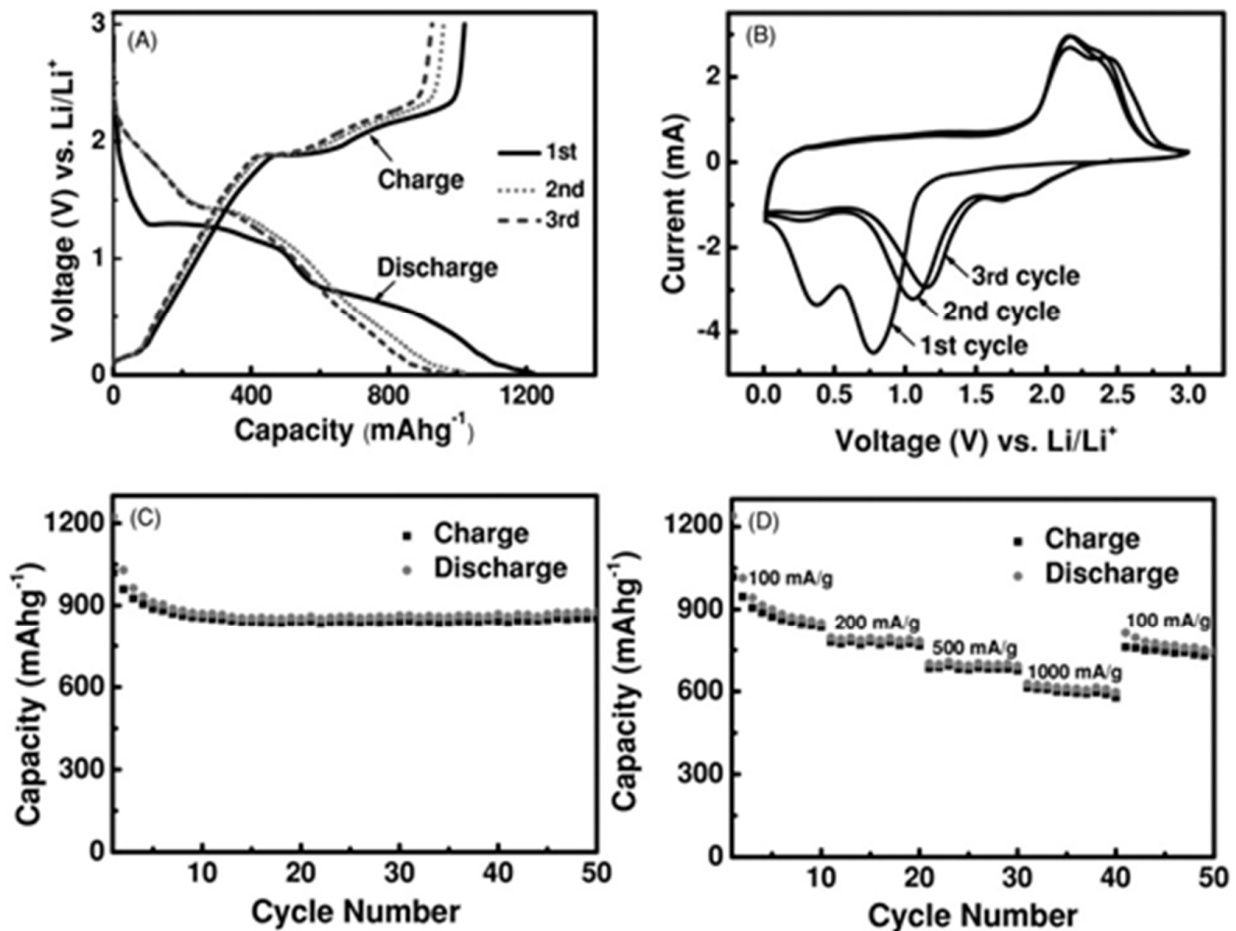 (A)
3
2
1
0
Voltage (V) vs. Li/Li⁺
1st
2nd
3rd
Charge
Discharge
0 400 800 1200
Capacity (mAhg⁻¹)
(B)
2
0
-2
-4
Current (mA)
3rd cycle
2nd cycle
1st cycle
0.0 0.5 1.0 1.5 2.0 2.5 3.0
Voltage (V) vs. Li/Li⁺
(C)
1200
900
600
300
0
Capacity (mAhg⁻¹)
Charge
Discharge
10 20 30 40 50
Cycle Number
(D)
1200
900
600
300
0
Capacity (mAhg⁻¹)
Charge
Discharge
100 mA/g
200 mA/g
500 mA/g
1000 mA/g
100 mA/g
10 20 30 40 50
Cycle Number